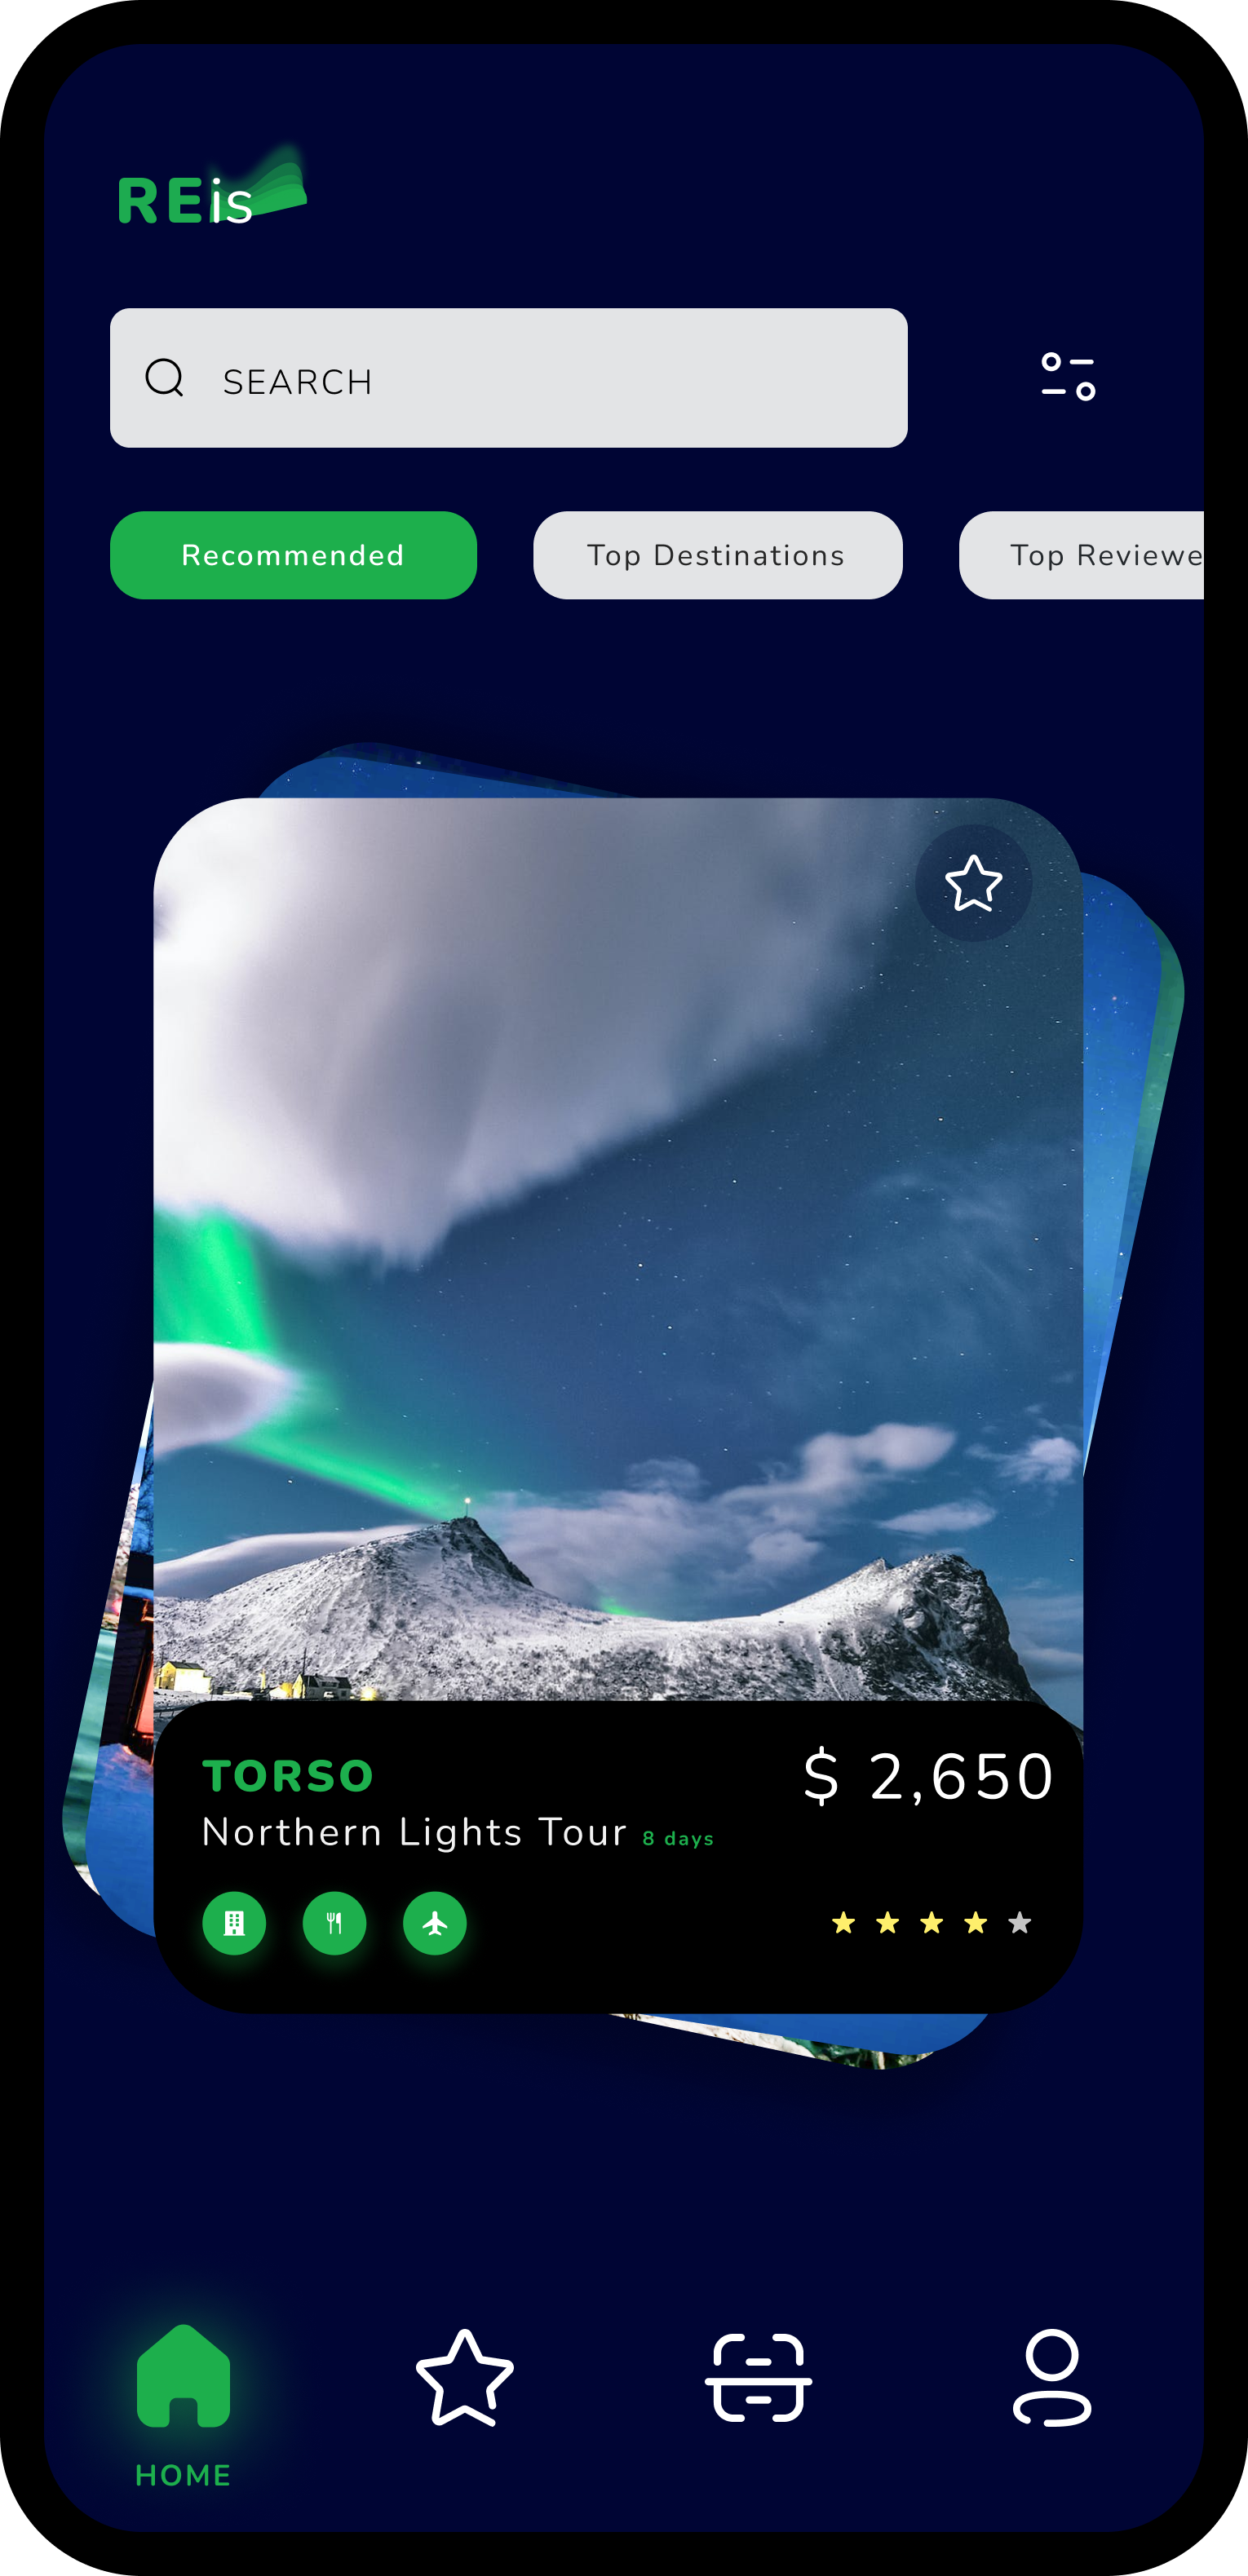 REis
SEARCH
Recommended
Top Destinations
Top Reviewe
TORSO
$ 2,650
Northern Lights Tour 8 days
HOME